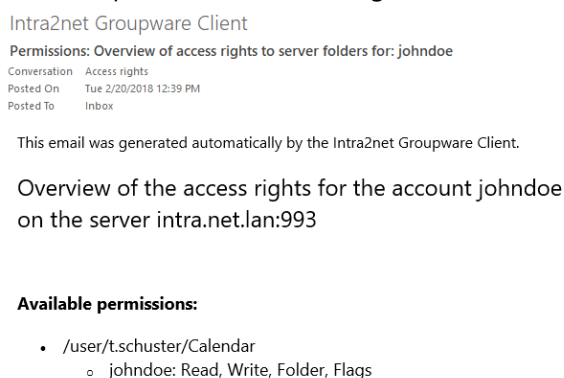 Intra2net Groupware Client
Permissions: Overview of access rights to server folders for: johndoe
Conversation Access rights
Posted On Tue 2/20/2018 12:39 PM
Posted To Inbox
This email was generated automatically by the Intra2net Groupware Client.
Overview of the access rights for the account johndoe
on the server intra.net.lan:993
Available permissions:
• /user/t.schuster/Calendar
o johndoe: Read, Write, Folder, Flags